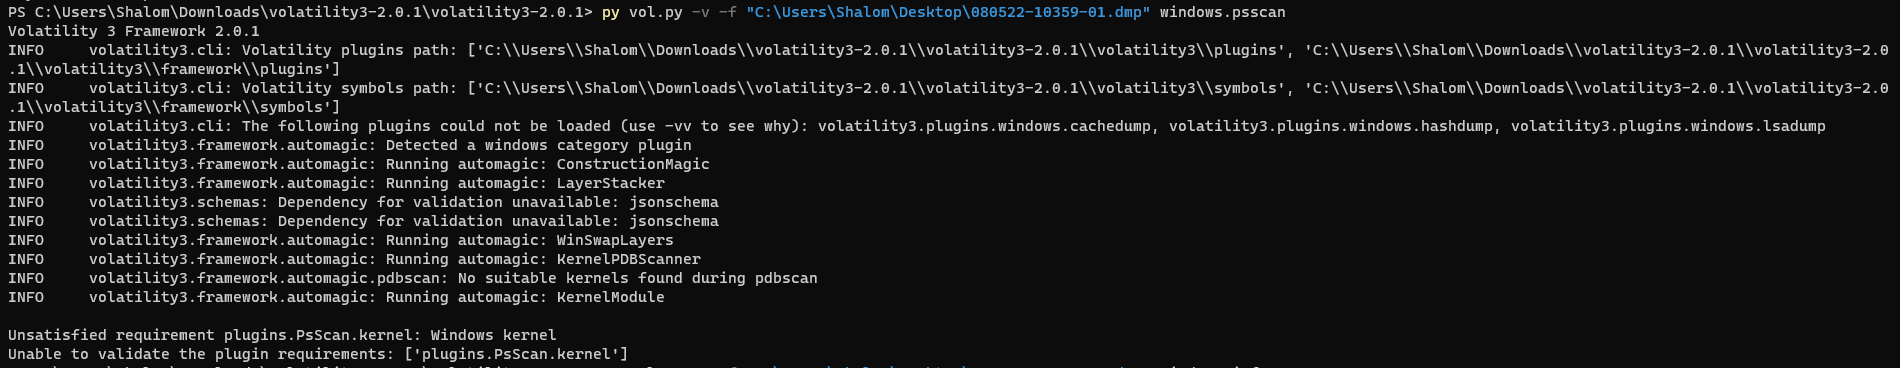 PS C:\Users\Shalom\Downloads\volatility3-2.0.1\volatility3-2.0.1> py vol.py -v -f "C:\Users\Shalom\Desktop\080522-10359-01.dmp" windows.psscan
Volatility 3 Framework 2.0.1
INFO     volatility3.cli: Volatility plugins path: ['C:\\Users\\Shalom\\Downloads\\volatility3-2.0.1\\volatility3-2.0.1\\volatility3\\plugins', 'C:\\Users\\Shalom\\Downloads\\volatility3-2.0.1\\volatility3-2.0
.1\\volatility3\\framework\\plugins']
INFO     volatility3.cli: Volatility symbols path: ['C:\\Users\\Shalom\\Downloads\\volatility3-2.0.1\\volatility3-2.0.1\\volatility3\\symbols', 'C:\\Users\\Shalom\\Downloads\\volatility3-2.0.1\\volatility3-2.0
.1\\volatility3\\framework\\symbols']
INFO     volatility3.cli: The following plugins could not be loaded (use -vv to see why): volatility3.plugins.windows.cachedump, volatility3.plugins.windows.hashdump, volatility3.plugins.windows.lsadump
INFO     volatility3.framework.automagic: Detected a windows category plugin
INFO     volatility3.framework.automagic: Running automagic: ConstructionMagic
INFO     volatility3.framework.automagic: Running automagic: LayerStacker
INFO     volatility3.schemas: Dependency for validation unavailable: jsonschema
INFO     volatility3.schemas: Dependency for validation unavailable: jsonschema
INFO     volatility3.framework.automagic: Running automagic: WinSwapLayers
INFO     volatility3.framework.automagic: Running automagic: KernelPDBScanner
INFO     volatility3.framework.automagic.pdbscan: No suitable kernels found during pdbscan
INFO     volatility3.framework.automagic: Running automagic: KernelModule
Unsatisfied requirement plugins.PsScan.kernel: Windows kernel
Unable to validate the plugin requirements: ['plugins.PsScan.kernel']